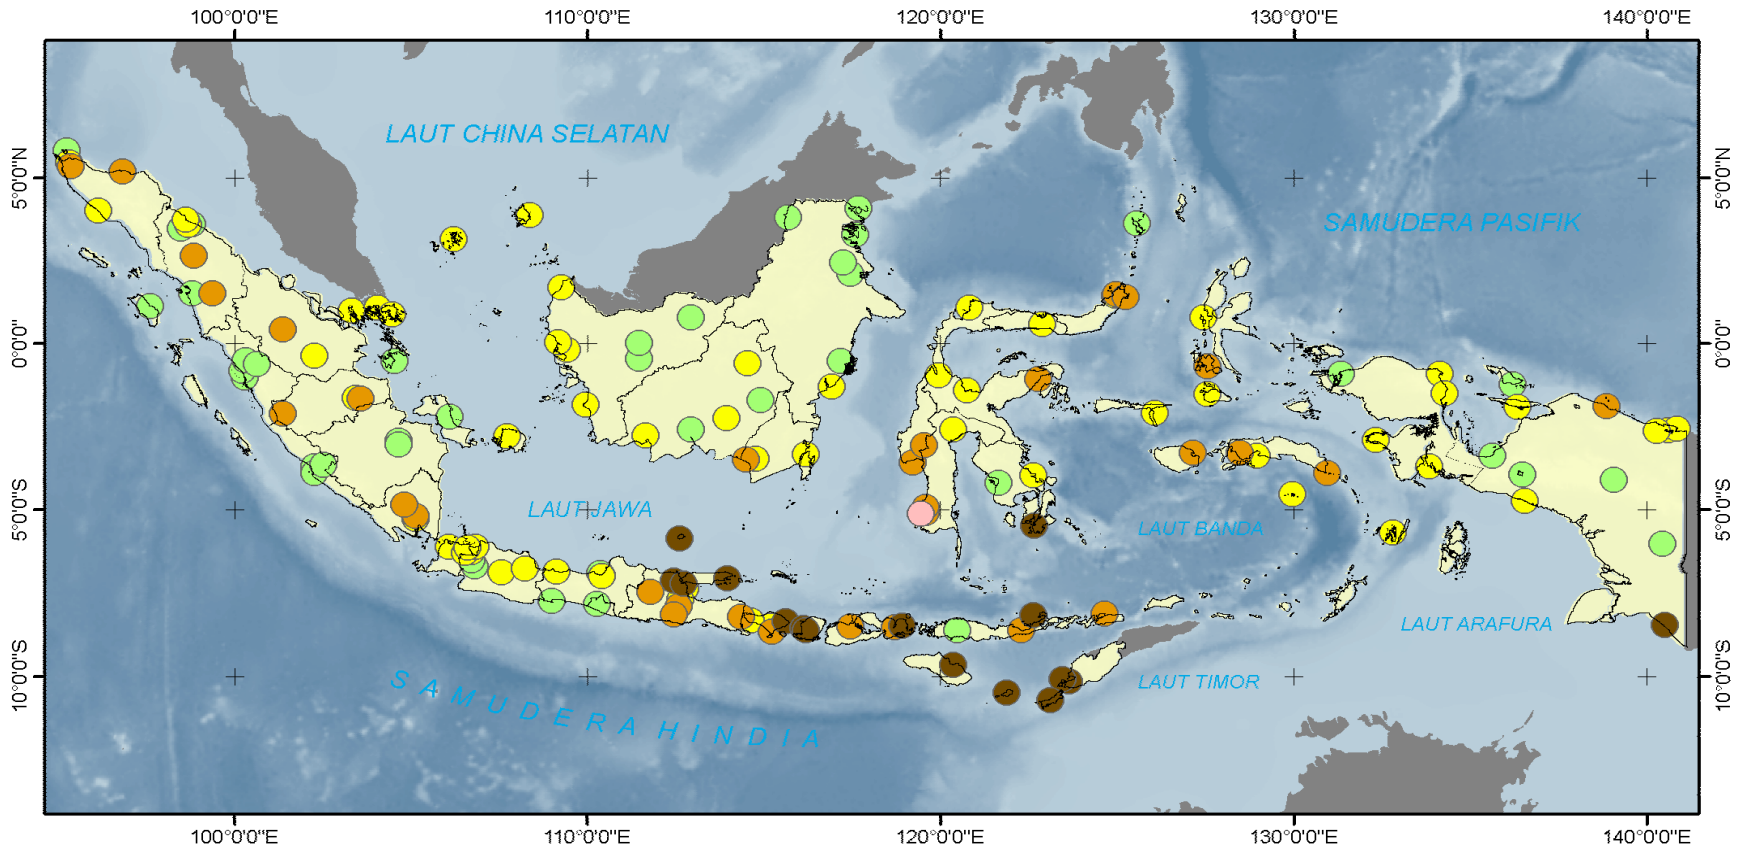 100°0'0"E 110°0'0"E 120°0'0"E 130°0'0"E 140°0'0"E
LAUT CHINA SELATAN
5°0'0"N 5°0'0"N
SAMUDERA PASIFIK
0°0'0" 0°0'0"
5°0'0"S 5°0'0"S
LAUT JAWA
LAUT BANDA
LAUT ARAFURA
10°0'0"S 10°0'0"S
LAUT TIMOR
SAMUDERA HINDIA
100°0'0"E 110°0'0"E 120°0'0"E 130°0'0"E 140°0'0"E